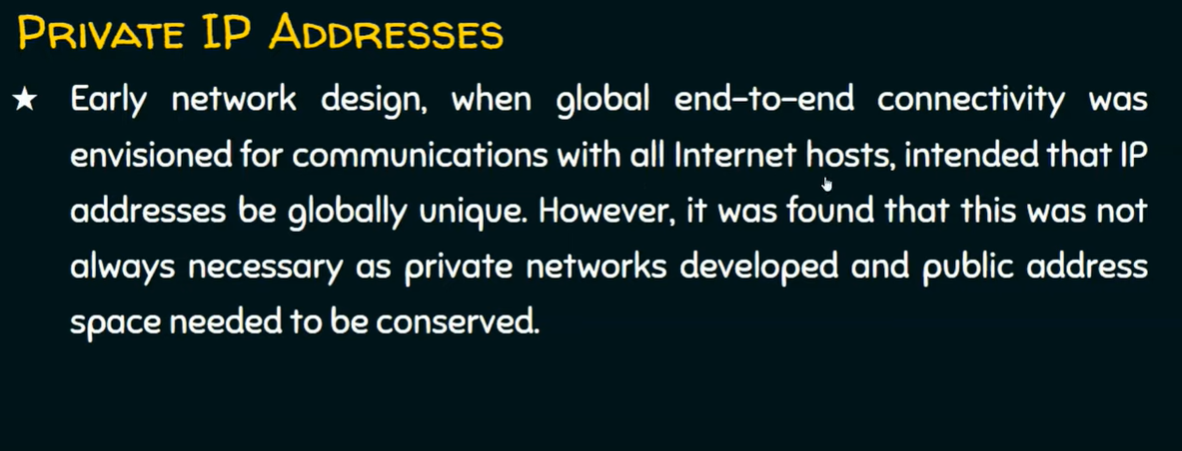 Private IP Addresses
★ Early network design, when global end-to-end connectivity was
envisioned for communications with all Internet hosts, intended that IP
addresses be globally unique. However, it was found that this was not
always necessary as private networks developed and public address
space needed to be conserved.